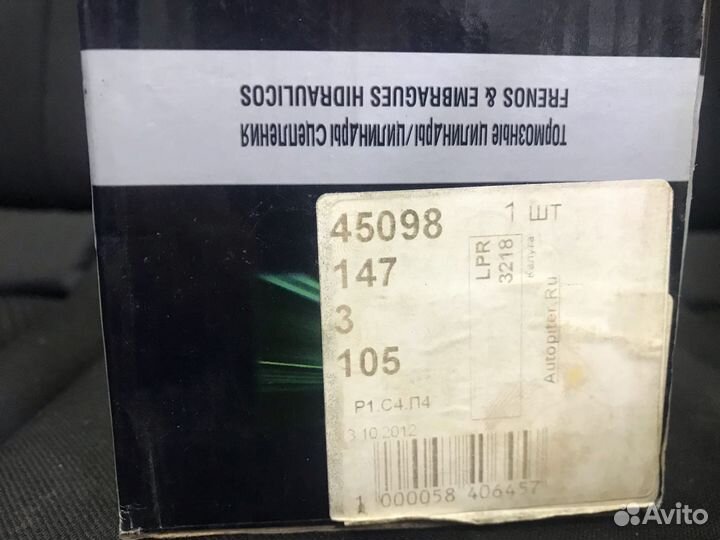 Тормозные цилиндры/цилиндры сцепления
FRENOS & EMBRAGUES HIDRAULICOS
45098
147
3
105
Р1.С4.П4
3.10.2012
1 шт
LPR
3218
Калуга
Autopiter.Ru
1 000058 406457
Avito